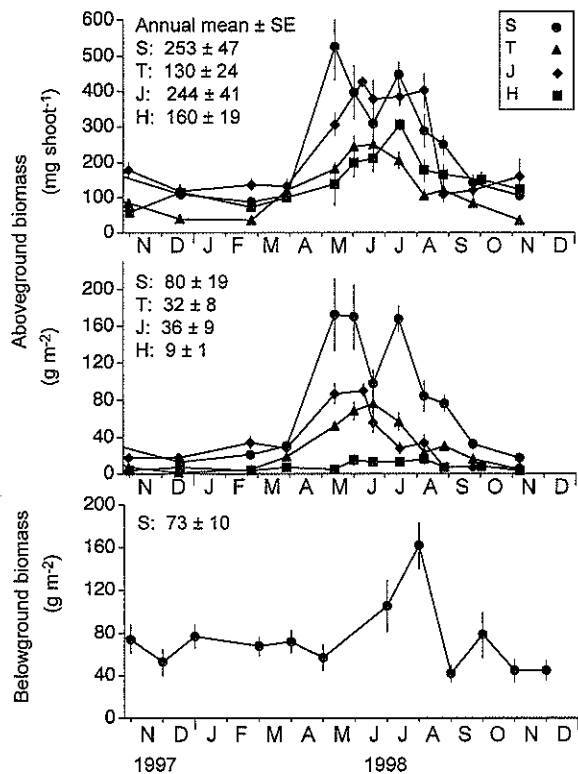 Annual mean ± SE
S: 253 ± 47
T: 130 ± 24
J: 244 ± 41
H: 160 ± 19
S
T
J
H
600
500
400
300
200
100
0
N D J F M A M J J A S O N D
Aboveground biomass
(mg shoot⁻¹)
S: 80 ± 19
T: 32 ± 8
J: 36 ± 9
H: 9 ± 1
200
160
120
80
40
0
N D J F M A M J J A S O N D
(g m⁻²)
S: 73 ± 10
200
160
120
80
40
0
Belowground biomass
(g m⁻²)
N D J F M A M J J A S O N D
1997 1998